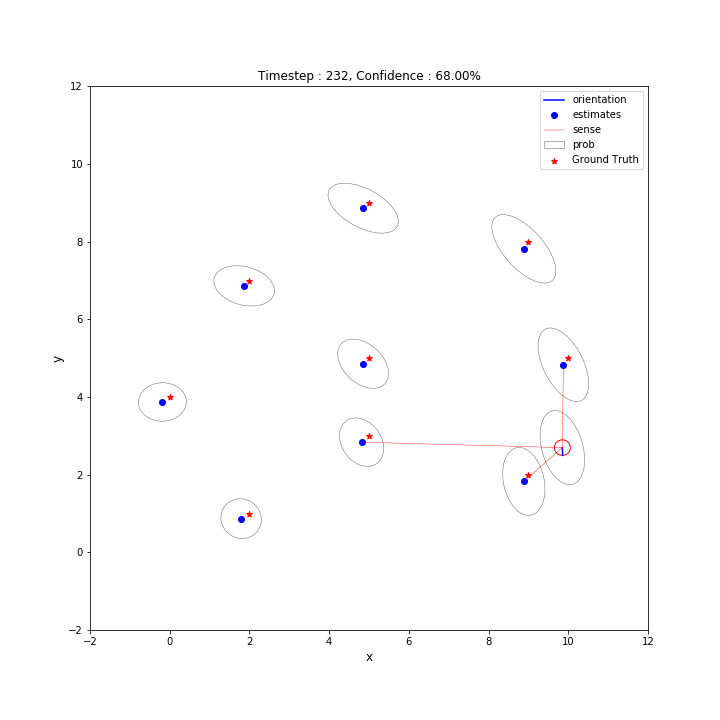 Timestep : 232, Confidence : 68.00%
orientation
estimates
sense
prob
Ground Truth
12
10
8
6
4
2
0
−2
y
−2 0 2 4 6 8 10 12
x